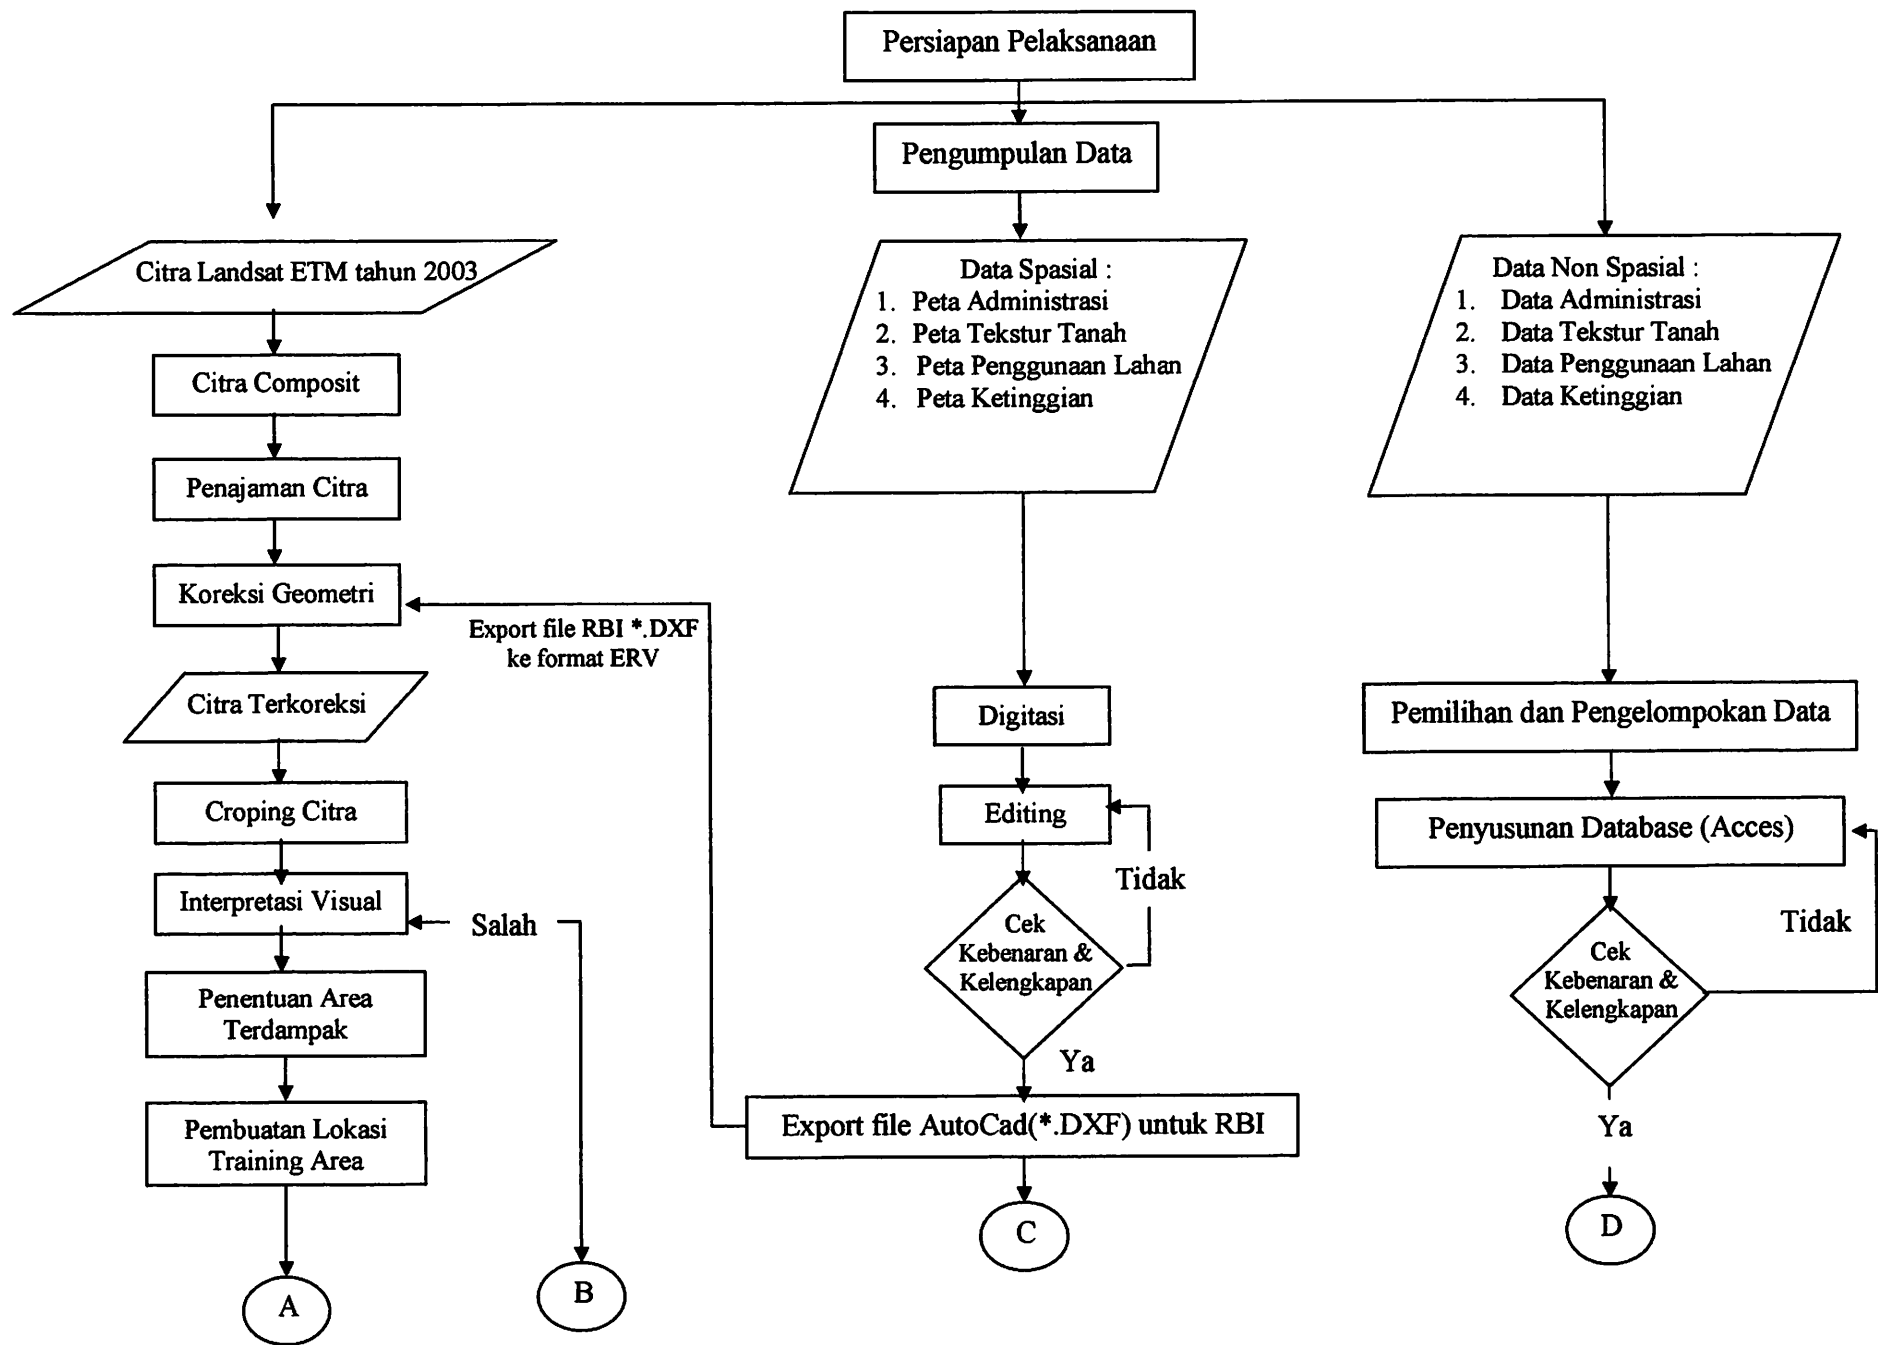 Persiapan Pelaksanaan
Pengumpulan Data
Citra Landsat ETM tahun 2003
Citra Composit
Penajaman Citra
Koreksi Geometri
Export file RBI *.DXF
ke format ERV
Citra Terkoreksi
Croping Citra
Interpretasi Visual
Salah
Penentuan Area
Terdampak
Pembuatan Lokasi
Training Area
A
B
Data Spasial :
1. Peta Administrasi
2. Peta Tekstur Tanah
3. Peta Penggunaan Lahan
4. Peta Ketinggian
Digitasi
Editing
Tidak
Cek
Kebenaran &
Kelengkapan
Ya
Export file AutoCad(*.DXF) untuk RBI
C
Data Non Spasial :
1. Data Administrasi
2. Data Tekstur Tanah
3. Data Penggunaan Lahan
4. Data Ketinggian
Pemilihan dan Pengelompokan Data
Penyusunan Database (Acces)
Tidak
Cek
Kebenaran &
Kelengkapan
Ya
D